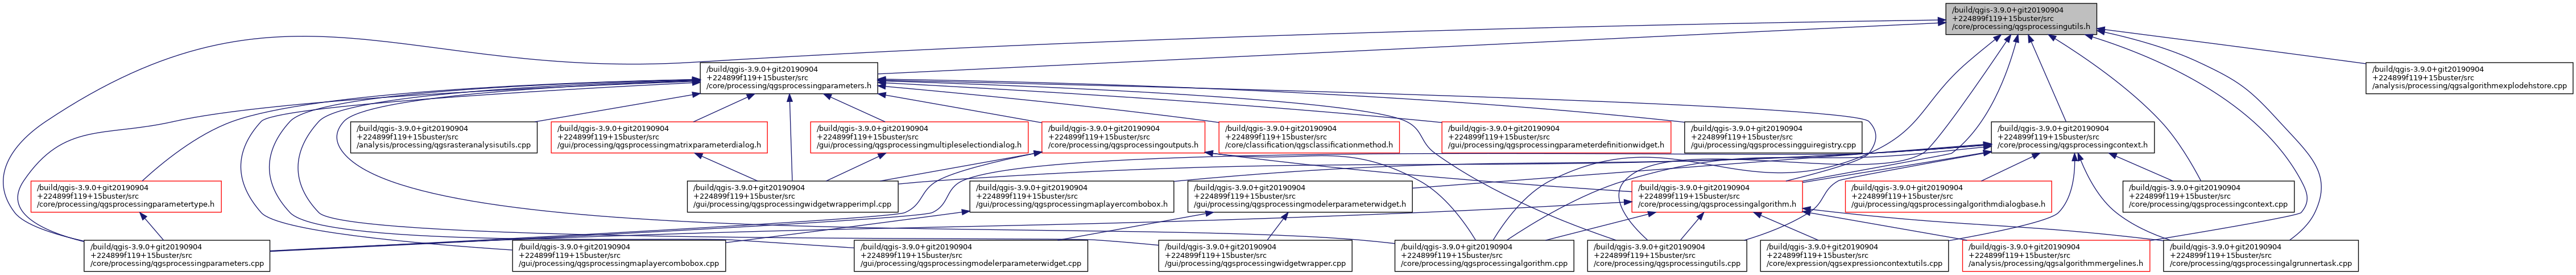 /build/qgis-3.9.0+git20190904
+224899f119+15buster/src
/core/processing/qgsprocessingutils.h
/build/qgis-3.9.0+git20190904
+224899f119+15buster/src
/core/processing/qgsprocessingparameters.h
/build/qgis-3.9.0+git20190904
+224899f119+15buster/src
/analysis/processing/qgsalgorithmexplodehstore.cpp
/build/qgis-3.9.0+git20190904
+224899f119+15buster/src
/analysis/processing/qgsrasteranalysisutils.cpp
/build/qgis-3.9.0+git20190904
+224899f119+15buster/src
/gui/processing/qgsprocessingmatrixparameterdialog.h
/build/qgis-3.9.0+git20190904
+224899f119+15buster/src
/gui/processing/qgsprocessingmultipleselectiondialog.h
/build/qgis-3.9.0+git20190904
+224899f119+15buster/src
/core/processing/qgsprocessingoutputs.h
/build/qgis-3.9.0+git20190904
+224899f119+15buster/src
/core/classification/qgsclassificationmethod.h
/build/qgis-3.9.0+git20190904
+224899f119+15buster/src
/gui/processing/qgsprocessingparameterdefinitionwidget.h
/build/qgis-3.9.0+git20190904
+224899f119+15buster/src
/gui/processing/qgsprocessingguiregistry.cpp
/build/qgis-3.9.0+git20190904
+224899f119+15buster/src
/core/processing/qgsprocessingcontext.h
/build/qgis-3.9.0+git20190904
+224899f119+15buster/src
/core/processing/qgsprocessingparametertype.h
/build/qgis-3.9.0+git20190904
+224899f119+15buster/src
/gui/processing/qgsprocessingwidgetwrapperimpl.cpp
/build/qgis-3.9.0+git20190904
+224899f119+15buster/src
/gui/processing/qgsprocessingmaplayercombobox.h
/build/qgis-3.9.0+git20190904
+224899f119+15buster/src
/gui/processing/qgsprocessingmodelerparameterwidget.h
/build/qgis-3.9.0+git20190904
+224899f119+15buster/src
/core/processing/qgsprocessingalgorithm.h
/build/qgis-3.9.0+git20190904
+224899f119+15buster/src
/gui/processing/qgsprocessingalgorithmdialogbase.h
/build/qgis-3.9.0+git20190904
+224899f119+15buster/src
/core/processing/qgsprocessingcontext.cpp
/build/qgis-3.9.0+git20190904
+224899f119+15buster/src
/core/processing/qgsprocessingparameters.cpp
/build/qgis-3.9.0+git20190904
+224899f119+15buster/src
/gui/processing/qgsprocessingmaplayercombobox.cpp
/build/qgis-3.9.0+git20190904
+224899f119+15buster/src
/gui/processing/qgsprocessingmodelerparameterwidget.cpp
/build/qgis-3.9.0+git20190904
+224899f119+15buster/src
/gui/processing/qgsprocessingwidgetwrapper.cpp
/build/qgis-3.9.0+git20190904
+224899f119+15buster/src
/core/processing/qgsprocessingalgorithm.cpp
/build/qgis-3.9.0+git20190904
+224899f119+15buster/src
/core/processing/qgsprocessingutils.cpp
/build/qgis-3.9.0+git20190904
+224899f119+15buster/src
/core/expression/qgsexpressioncontextutils.cpp
/build/qgis-3.9.0+git20190904
+224899f119+15buster/src
/analysis/processing/qgsalgorithmmergelines.h
/build/qgis-3.9.0+git20190904
+224899f119+15buster/src
/core/processing/qgsprocessingalgrunnertask.cpp